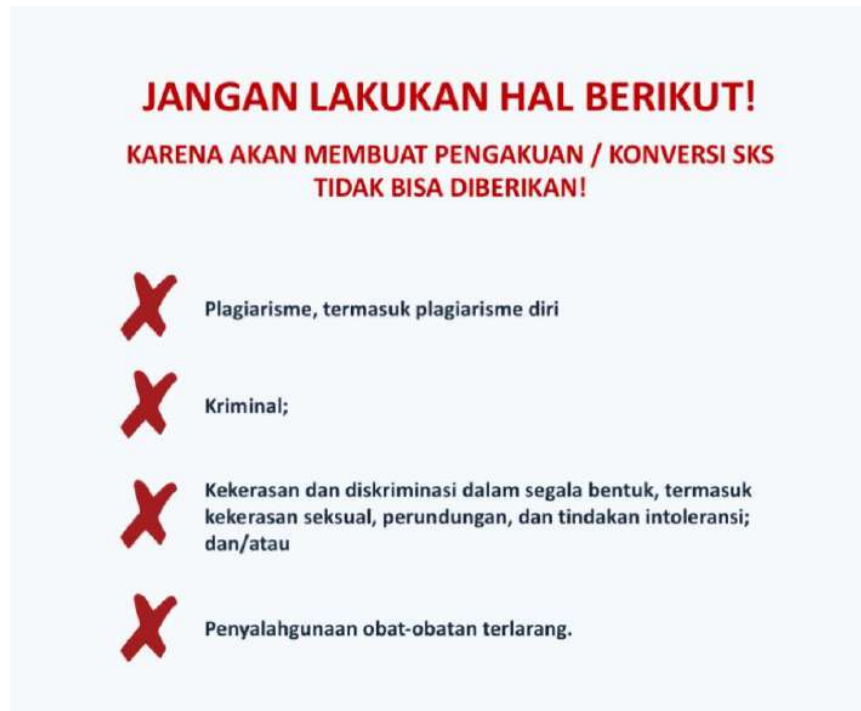 JANGAN LAKUKAN HAL BERIKUT!
KARENA AKAN MEMBUAT PENGAKUAN / KONVERSI SKS
TIDAK BISA DIBERIKAN!
Plagiarisme, termasuk plagiarisme diri
Kriminal;
Kekerasan dan diskriminasi dalam segala bentuk, termasuk
kekerasan seksual, perundungan, dan tindakan intoleransi;
dan/atau
Penyalahgunaan obat-obatan terlarang.